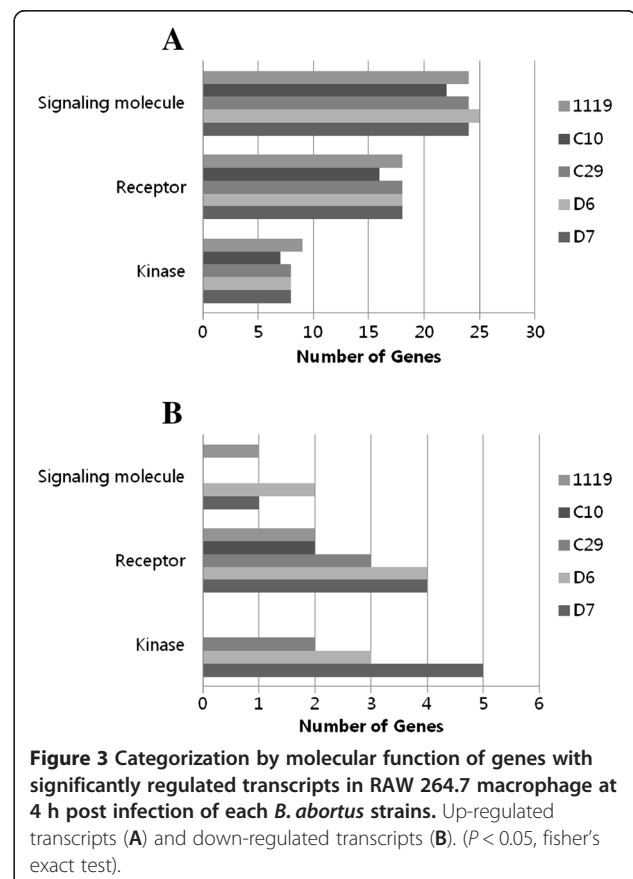 A
Signaling molecule
Receptor
Kinase
0 5 10 15 20 25 30
Number of Genes
1119
C10
C29
D6
D7
B
Signaling molecule
Receptor
Kinase
0 1 2 3 4 5 6
Number of Genes
1119
C10
C29
D6
D7
Figure 3 Categorization by molecular function of genes with
significantly regulated transcripts in RAW 264.7 macrophage at
4 h post infection of each B. abortus strains. Up-regulated
transcripts (A) and down-regulated transcripts (B). (P < 0.05, fisher's
exact test).